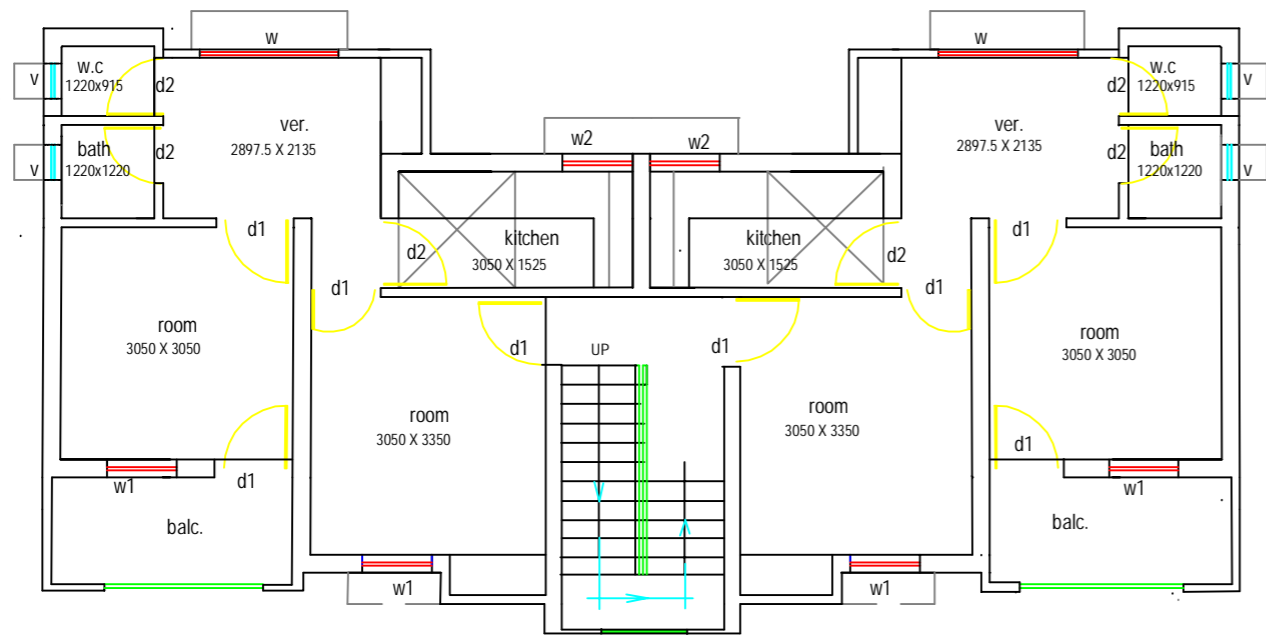 w
w
w.c
1220x915
v
d2
ver.
2897.5 X 2135
w2
w2
ver.
2897.5 X 2135
d2
w.c
1220x915
v
bath
1220x1220
v
d2
d2
bath
1220x1220
v
d1
d2
kitchen
3050 X 1525
kitchen
3050 X 1525
d2
d1
d1
d1
room
3050 X 3050
d1
UP
d1
room
3050 X 3050
room
3050 X 3350
room
3050 X 3350
d1
w1
balc.
d1
w1
balc.
w1
w1